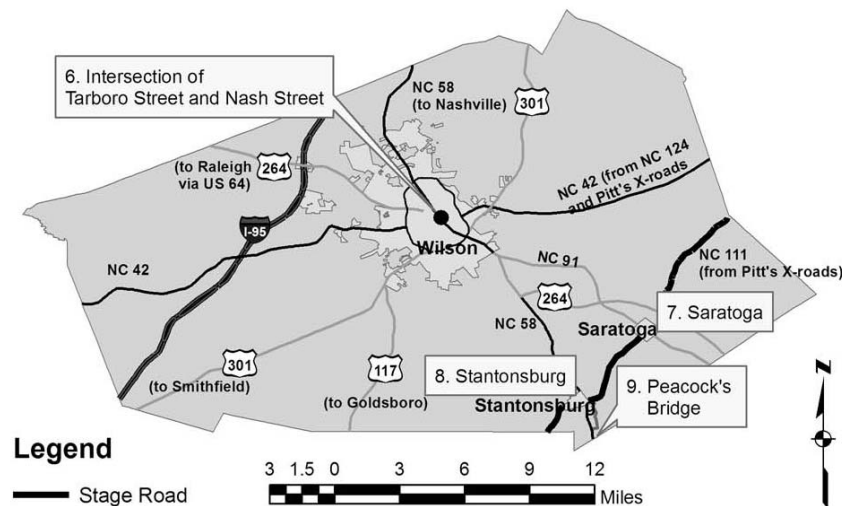 6. Intersection of
Tarboro Street and Nash Street
NC 58
(to Nashville)
301
(to Raleigh
via US 64)
264
NC 42 (from NC 124
and Pitt's X-roads)
I-95
Wilson
NC 42
NC 91
NC 111
(from Pitt's X-roads)
264
7. Saratoga
NC 58
Saratoga
301
(to Smithfield)
117
(to Goldsboro)
8. Stantonsburg
Stantonsburg
9. Peacock's
Bridge
N
Legend
Stage Road
3 1.5 0 3 6 9 12
Miles